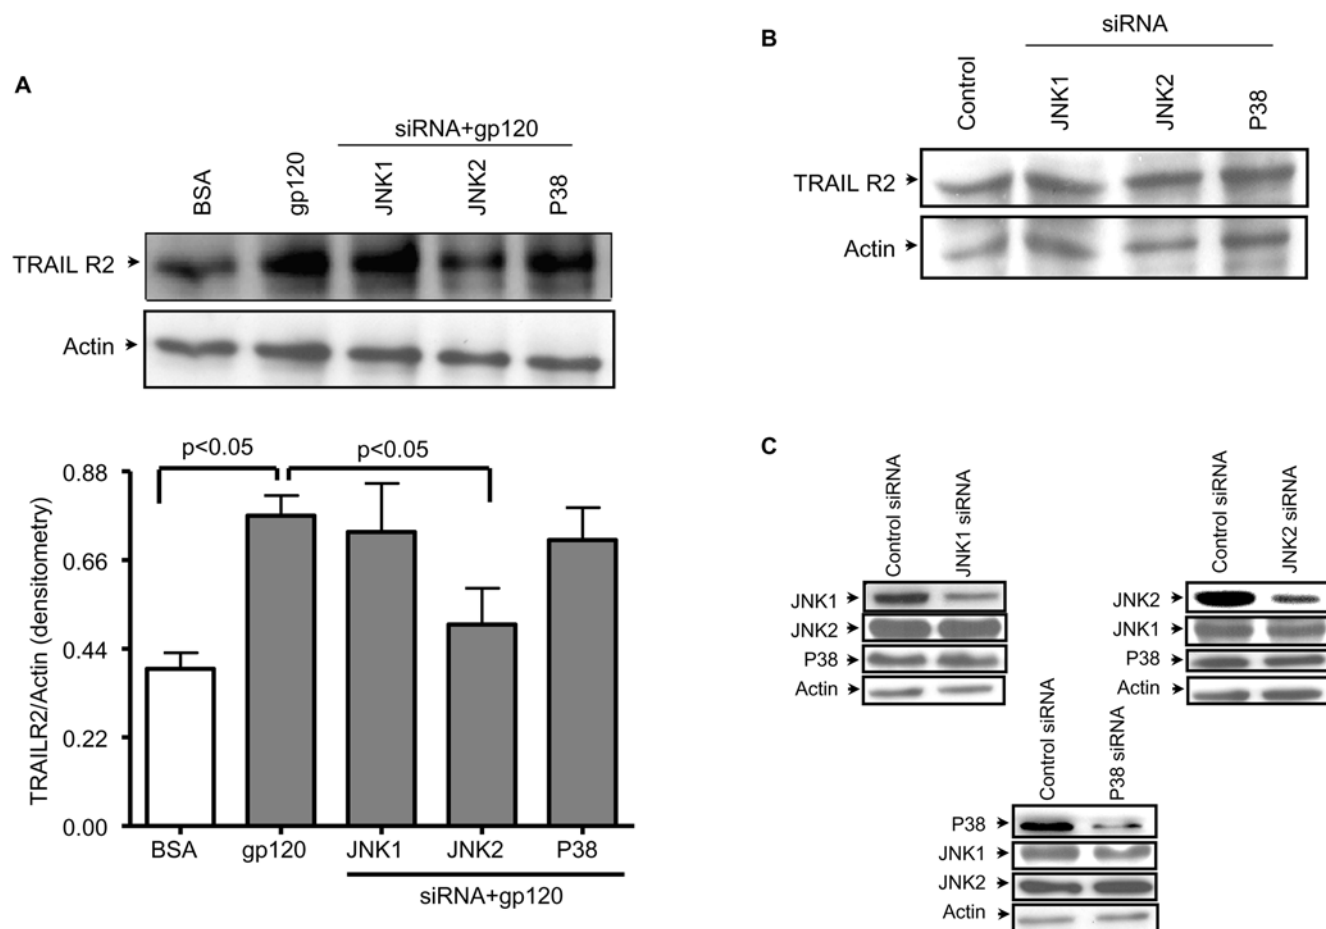 A
siRNA+gp120
BSA
gp120
JNK1
JNK2
P38
TRAIL R2
Actin
p<0.05
p<0.05
TRAILR2/Actin (densitometry)
0.88
0.66
0.44
0.22
0.00
BSA gp120 JNK1 JNK2 P38
siRNA+gp120
B
siRNA
Control
JNK1
JNK2
P38
TRAIL R2
Actin
C
Control siRNA
JNK1 siRNA
JNK1
JNK2
P38
Actin
Control siRNA
JNK2 siRNA
JNK2
JNK1
P38
Actin
Control siRNA
P38 siRNA
P38
JNK1
JNK2
Actin